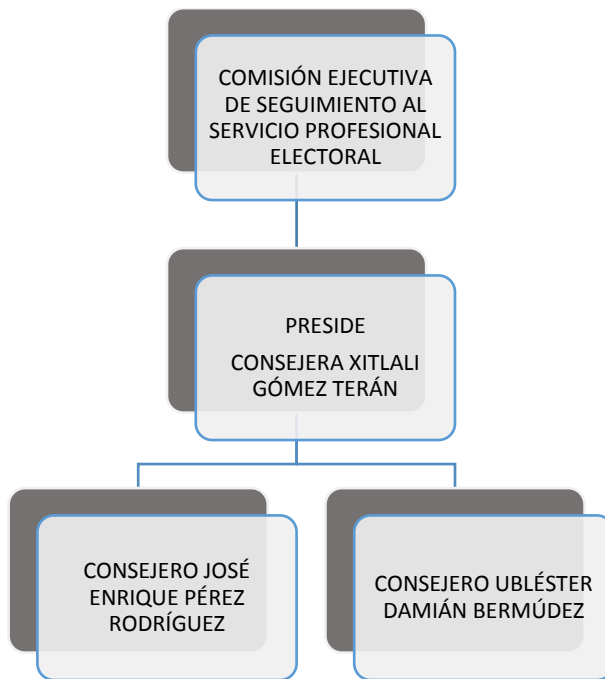 COMISIÓN EJECUTIVA
DE SEGUIMIENTO AL
SERVICIO PROFESIONAL
ELECTORAL
PRESIDE
CONSEJERA XITLALI
GÓMEZ TERÁN
CONSEJERO JOSÉ
ENRIQUE PÉREZ
RODRÍGUEZ
CONSEJERO UBLÉSTER
DAMIÁN BERMÚDEZ